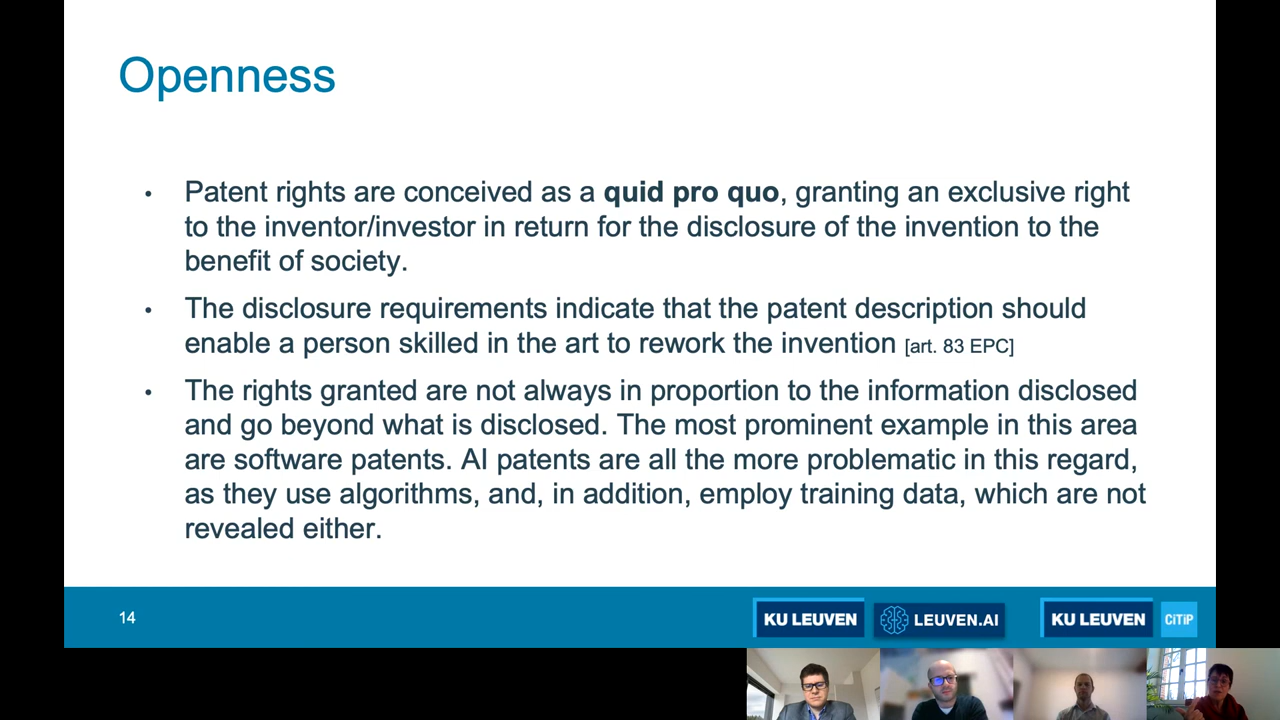 Openness
• Patent rights are conceived as a quid pro quo, granting an exclusive right
to the inventor/investor in return for the disclosure of the invention to the
benefit of society.
• The disclosure requirements indicate that the patent description should
enable a person skilled in the art to rework the invention [art. 83 EPC]
• The rights granted are not always in proportion to the information disclosed
and go beyond what is disclosed. The most prominent example in this area
are software patents. AI patents are all the more problematic in this regard,
as they use algorithms, and, in addition, employ training data, which are not
revealed either.
14
KU LEUVEN
LEUVEN.AI
KU LEUVEN
CiTiP